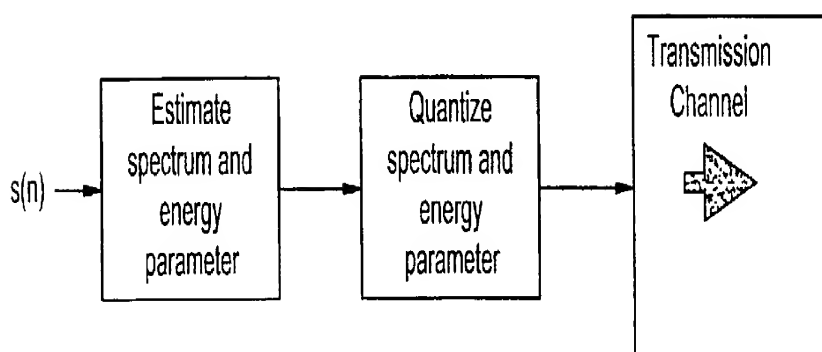 s(n)
Estimate
spectrum and
energy
parameter
Quantize
spectrum and
energy
parameter
Transmission
Channel